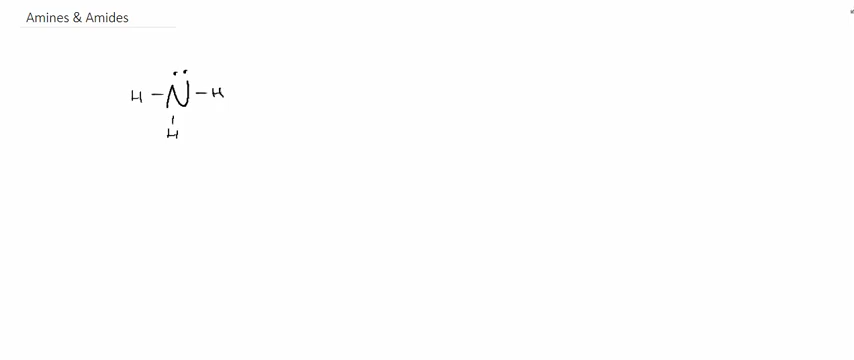 Amines & Amides
H – N̈ – H
H